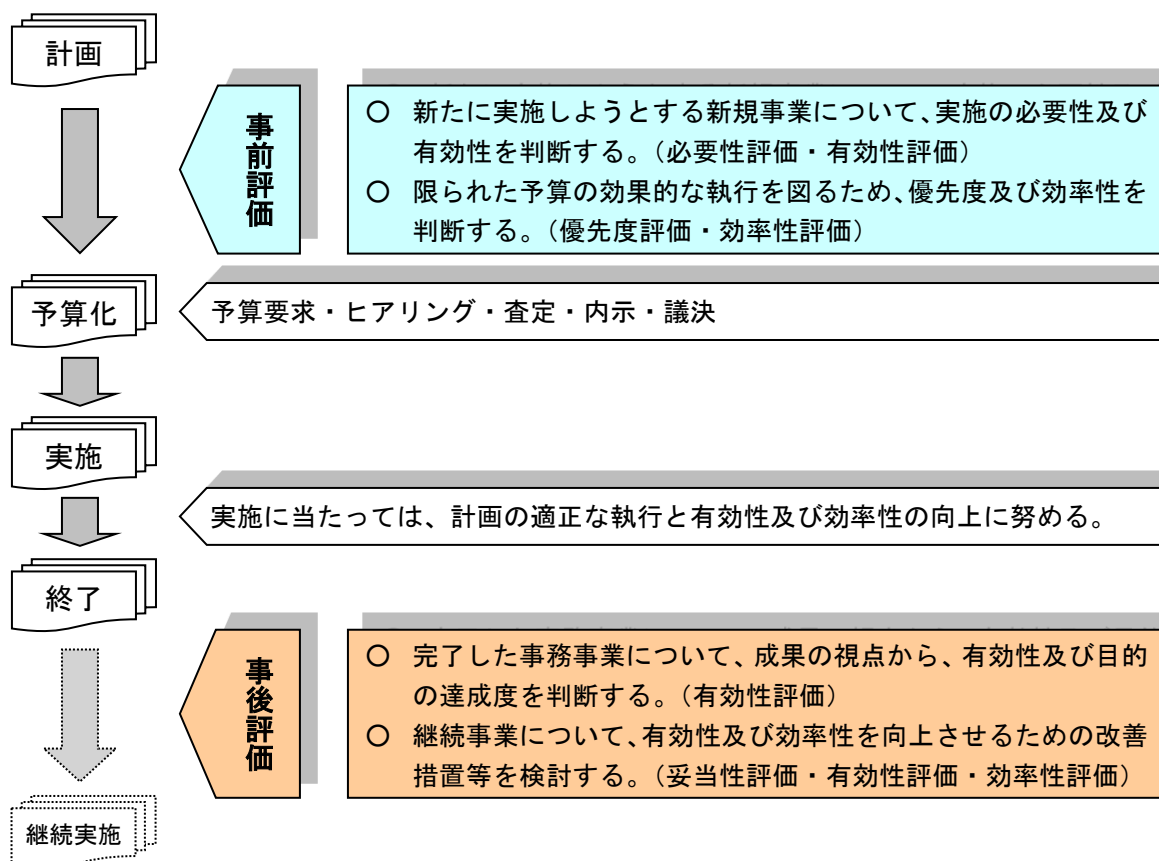 計画
事前評価
○ 新たに実施しようとする新規事業について、実施の必要性及び
有効性を判断する。（必要性評価・有効性評価）
○ 限られた予算の効果的な執行を図るため、優先度及び効率性を
判断する。（優先度評価・効率性評価）
予算化
予算要求・ヒアリング・査定・内示・議決
実施
実施に当たっては、計画の適正な執行と有効性及び効率性の向上に努める。
終了
事後評価
○ 完了した事務事業について、成果の視点から、有効性及び目的
の達成度を判断する。（有効性評価）
○ 継続事業について、有効性及び効率性を向上させるための改善
措置等を検討する。（妥当性評価・有効性評価・効率性評価）
継続実施